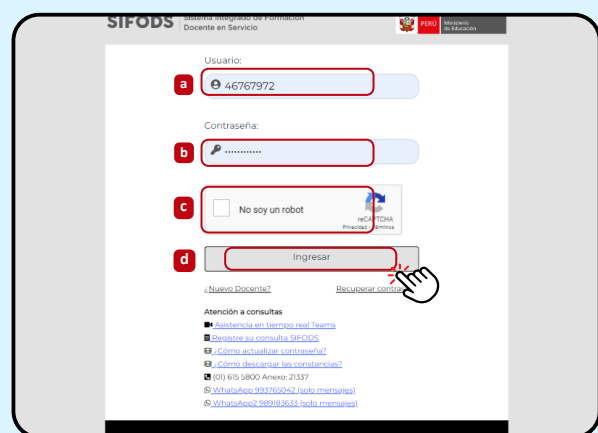 SIFODS Sistema Integrado de Formación
Docente en Servicio
PERÚ Ministerio
de Educación
Usuario:
a 46767972
Contraseña:
b ············
c No soy un robot
reCAPTCHA
Privacidad - Términos
d Ingresar
¿Nuevo Docente? Recuperar contras
Atención a consultas
Asistencia en tiempo real Teams
Registre su consulta SIFODS
¿Cómo actualizar contraseña?
¿Cómo descargar las constancias?
(01) 615 5800 Anexo: 21337
WhatsApp 993765042 (solo mensajes)
WhatsApp2 989183633 (solo mensajes)